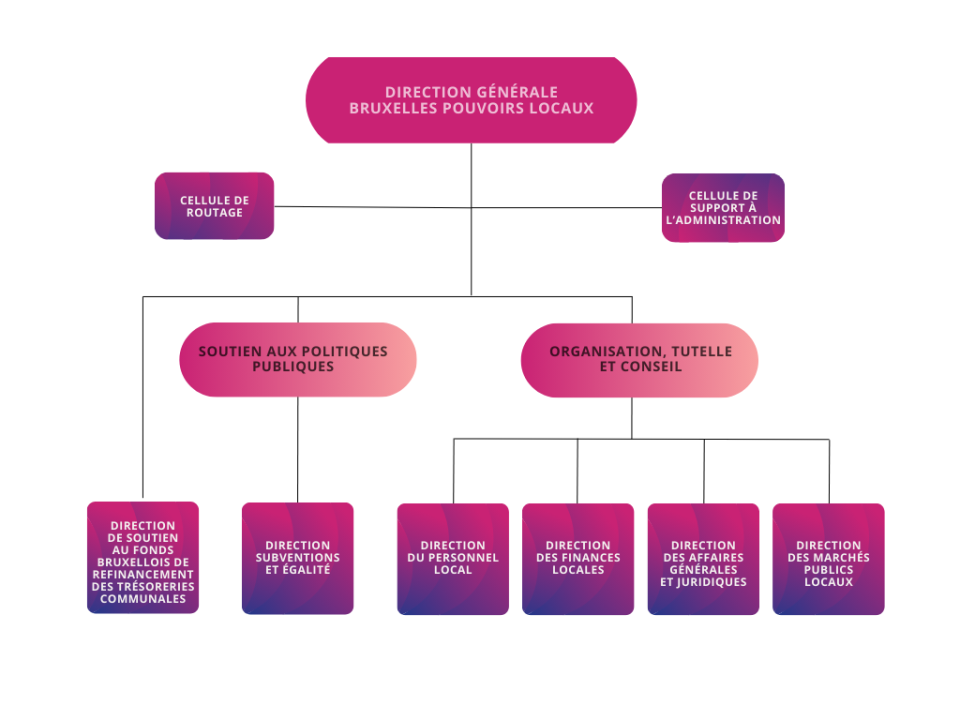 DIRECTION GÉNÉRALE
BRUXELLES POUVOIRS LOCAUX
CELLULE DE
ROUTAGE
CELLULE DE
SUPPORT À
L'ADMINISTRATION
SOUTIEN AUX POLITIQUES
PUBLIQUES
ORGANISATION, TUTELLE
ET CONSEIL
DIRECTION
DE SOUTIEN
AU FONDS
BRUXELLOIS DE
REFINANCEMENT
DES TRÉSORERIES
COMMUNALES
DIRECTION
SUBVENTIONS
ET ÉGALITÉ
DIRECTION
DU PERSONNEL
LOCAL
DIRECTION
DES FINANCES
LOCALES
DIRECTION
DES AFFAIRES
GÉNÉRALES
ET JURIDIQUES
DIRECTION
DES MARCHÉS
PUBLICS
LOCAUX